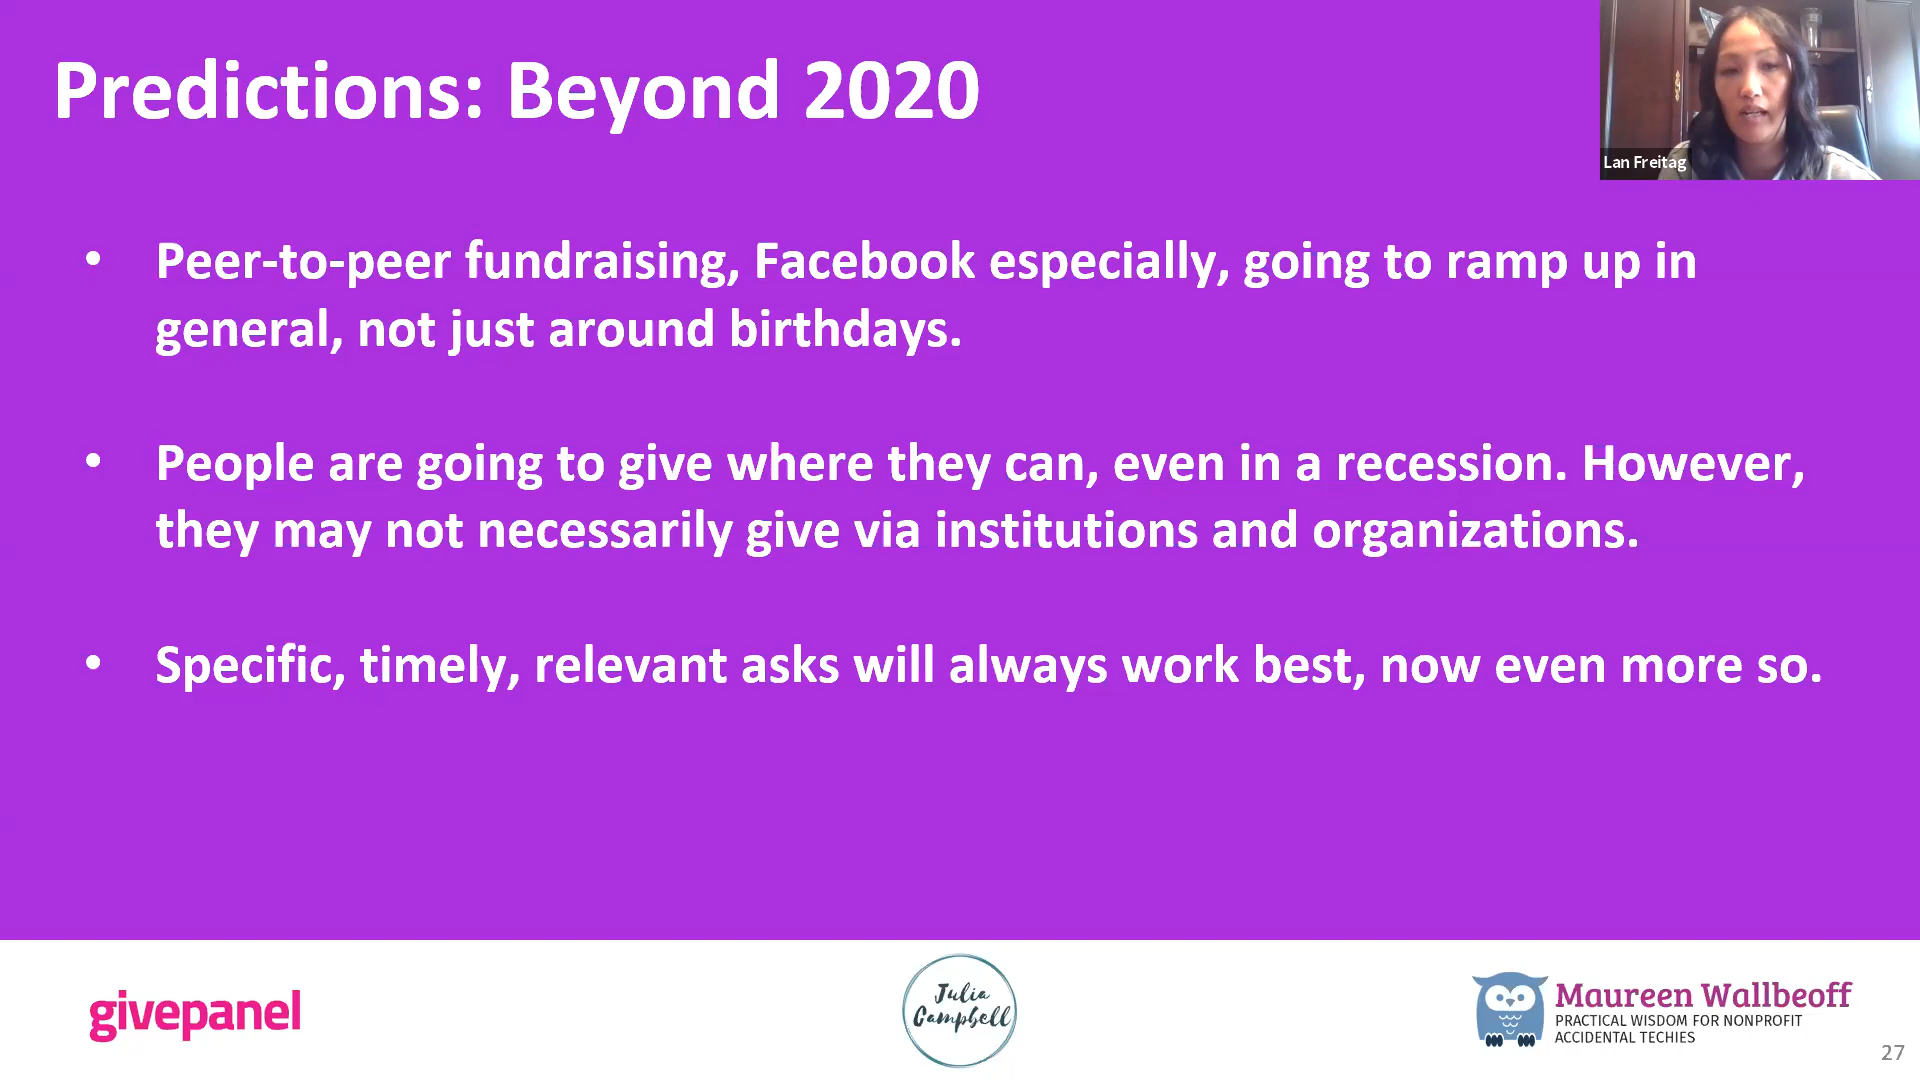 Predictions: Beyond 2020
Lan Freitag
• Peer-to-peer fundraising, Facebook especially, going to ramp up in
general, not just around birthdays.
• People are going to give where they can, even in a recession. However,
they may not necessarily give via institutions and organizations.
• Specific, timely, relevant asks will always work best, now even more so.
givepanel
Julia
Campbell
Maureen Wallbeoff
PRACTICAL WISDOM FOR NONPROFIT
ACCIDENTAL TECHIES
27